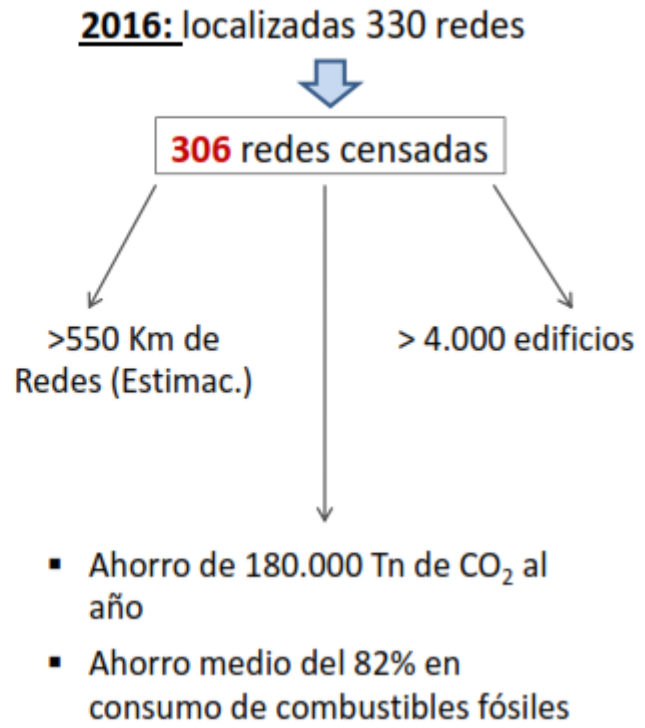 2016: localizadas 330 redes
306 redes censadas
>550 Km de
Redes (Estimac.)
> 4.000 edificios
▪ Ahorro de 180.000 Tn de CO₂ al
año
▪ Ahorro medio del 82% en
consumo de combustibles fósiles